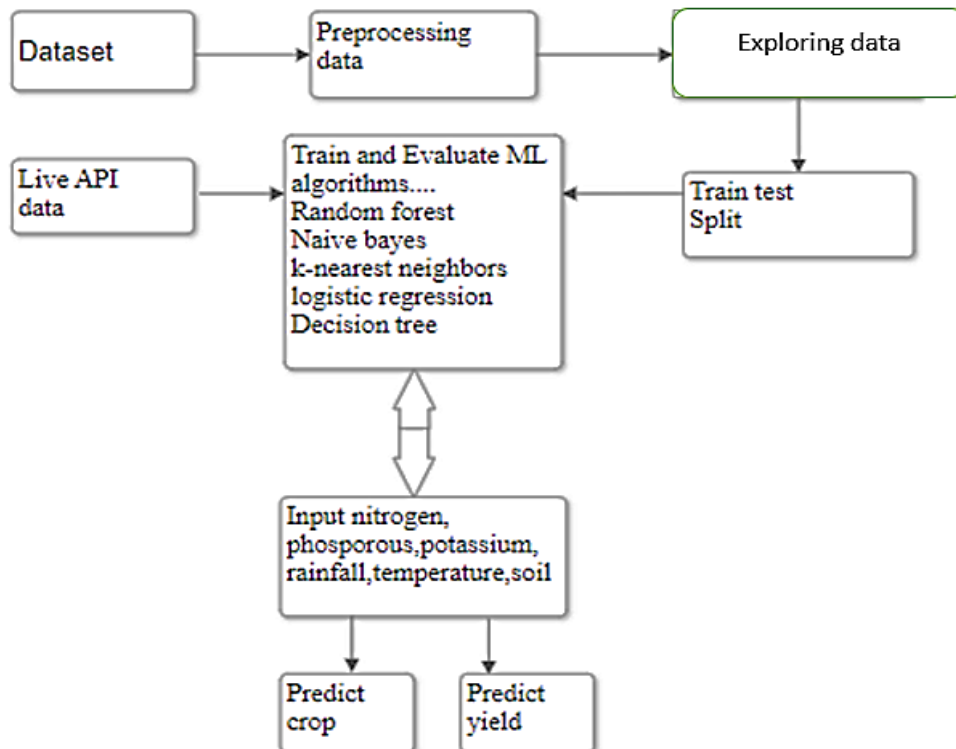 Dataset
Preprocessing
data
Exploring data
Live API
data
Train and Evaluate ML
algorithms....
Random forest
Naive bayes
k-nearest neighbors
logistic regression
Decision tree
Train test
Split
Input nitrogen,
phosporous,potassium,
rainfall,temperature,soil
Predict
crop
Predict
yield